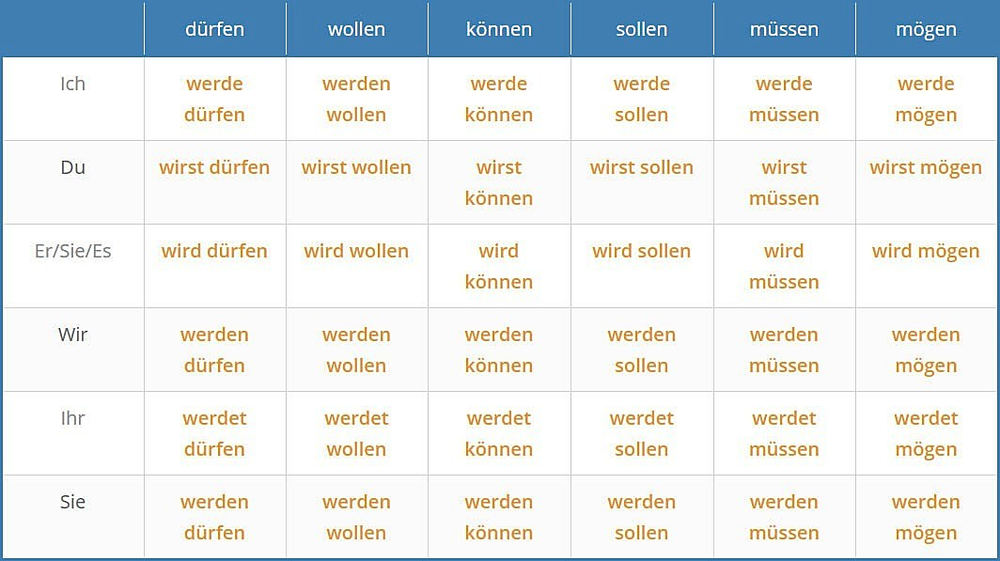 dürfen wollen können sollen müssen mögen
Ich werde werden werde werde werde werde
dürfen wollen können sollen müssen mögen
Du wirst dürfen wirst wollen wirst wirst sollen wirst wirst mögen
können müssen
Er/Sie/Es wird dürfen wird wollen wird wird sollen wird wird mögen
können müssen
Wir werden werden werden werden werden werden
dürfen wollen können sollen müssen mögen
Ihr werdet werdet werdet werdet werdet werdet
dürfen wollen können sollen müssen mögen
Sie werden werden werden werden werden werden
dürfen wollen können sollen müssen mögen